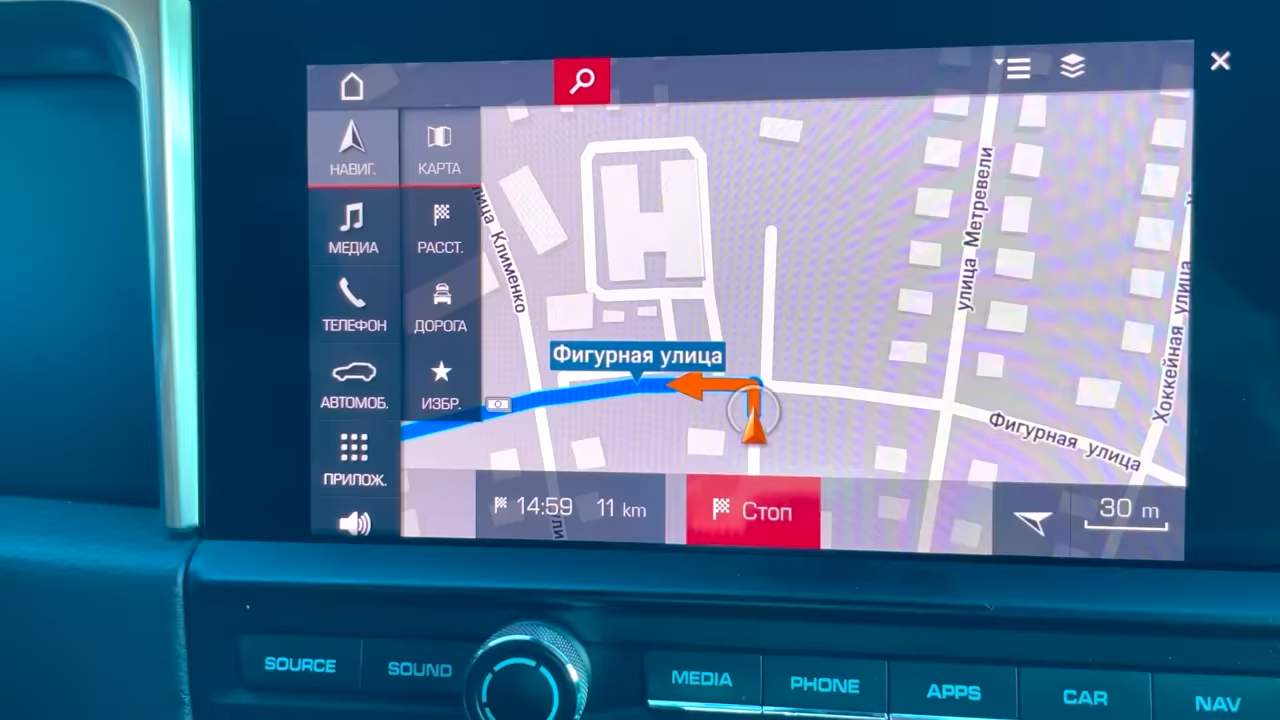 НАВИГ.
КАРТА
МЕДИА
РАССТ.
ТЕЛЕФОН
ДОРОГА
АВТОМОБ.
ИЗБР.
ПРИЛОЖ.
улица Метревели
Клименко
Хоккейная улица
Фигурная улица
Фигурная улица
14:59 11 km
Стоп
30 m
SOURCE
SOUND
MEDIA
PHONE
APPS
CAR
NAV